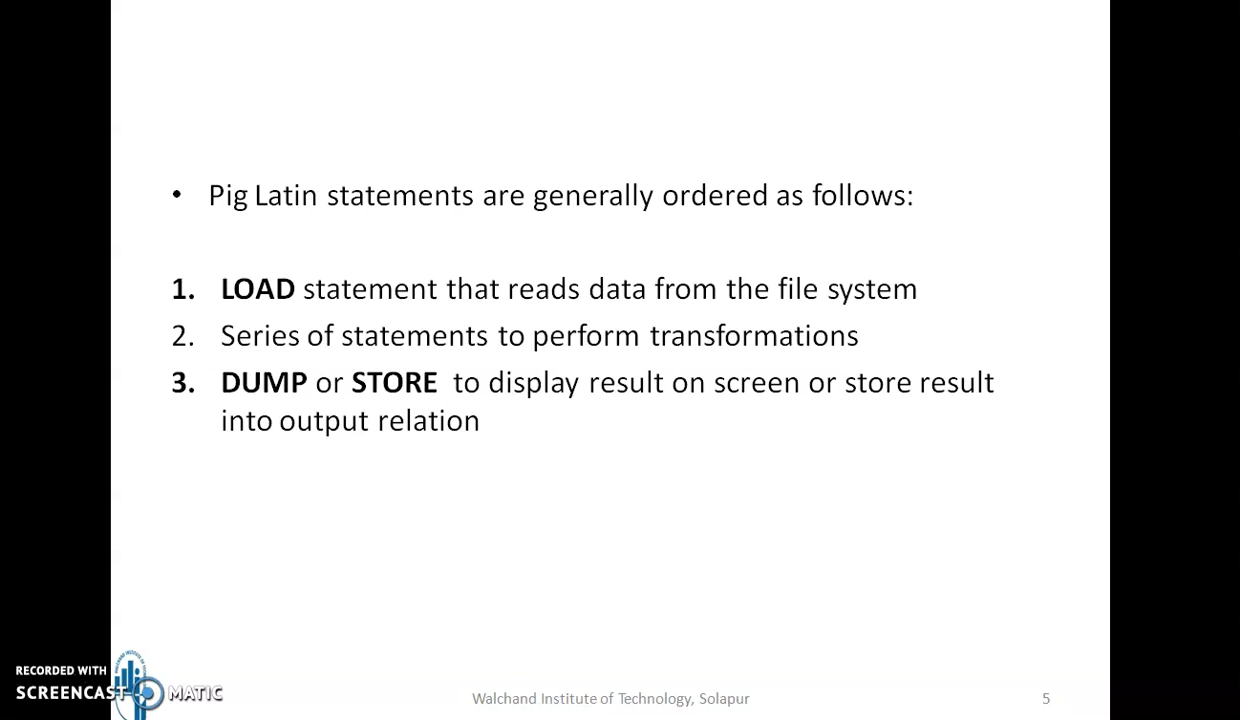 • Pig Latin statements are generally ordered as follows:
1. LOAD statement that reads data from the file system
2. Series of statements to perform transformations
3. DUMP or STORE to display result on screen or store result
into output relation
RECORDED WITH
SCREENCAST MATIC
Walchand Institute of Technology, Solapur
5